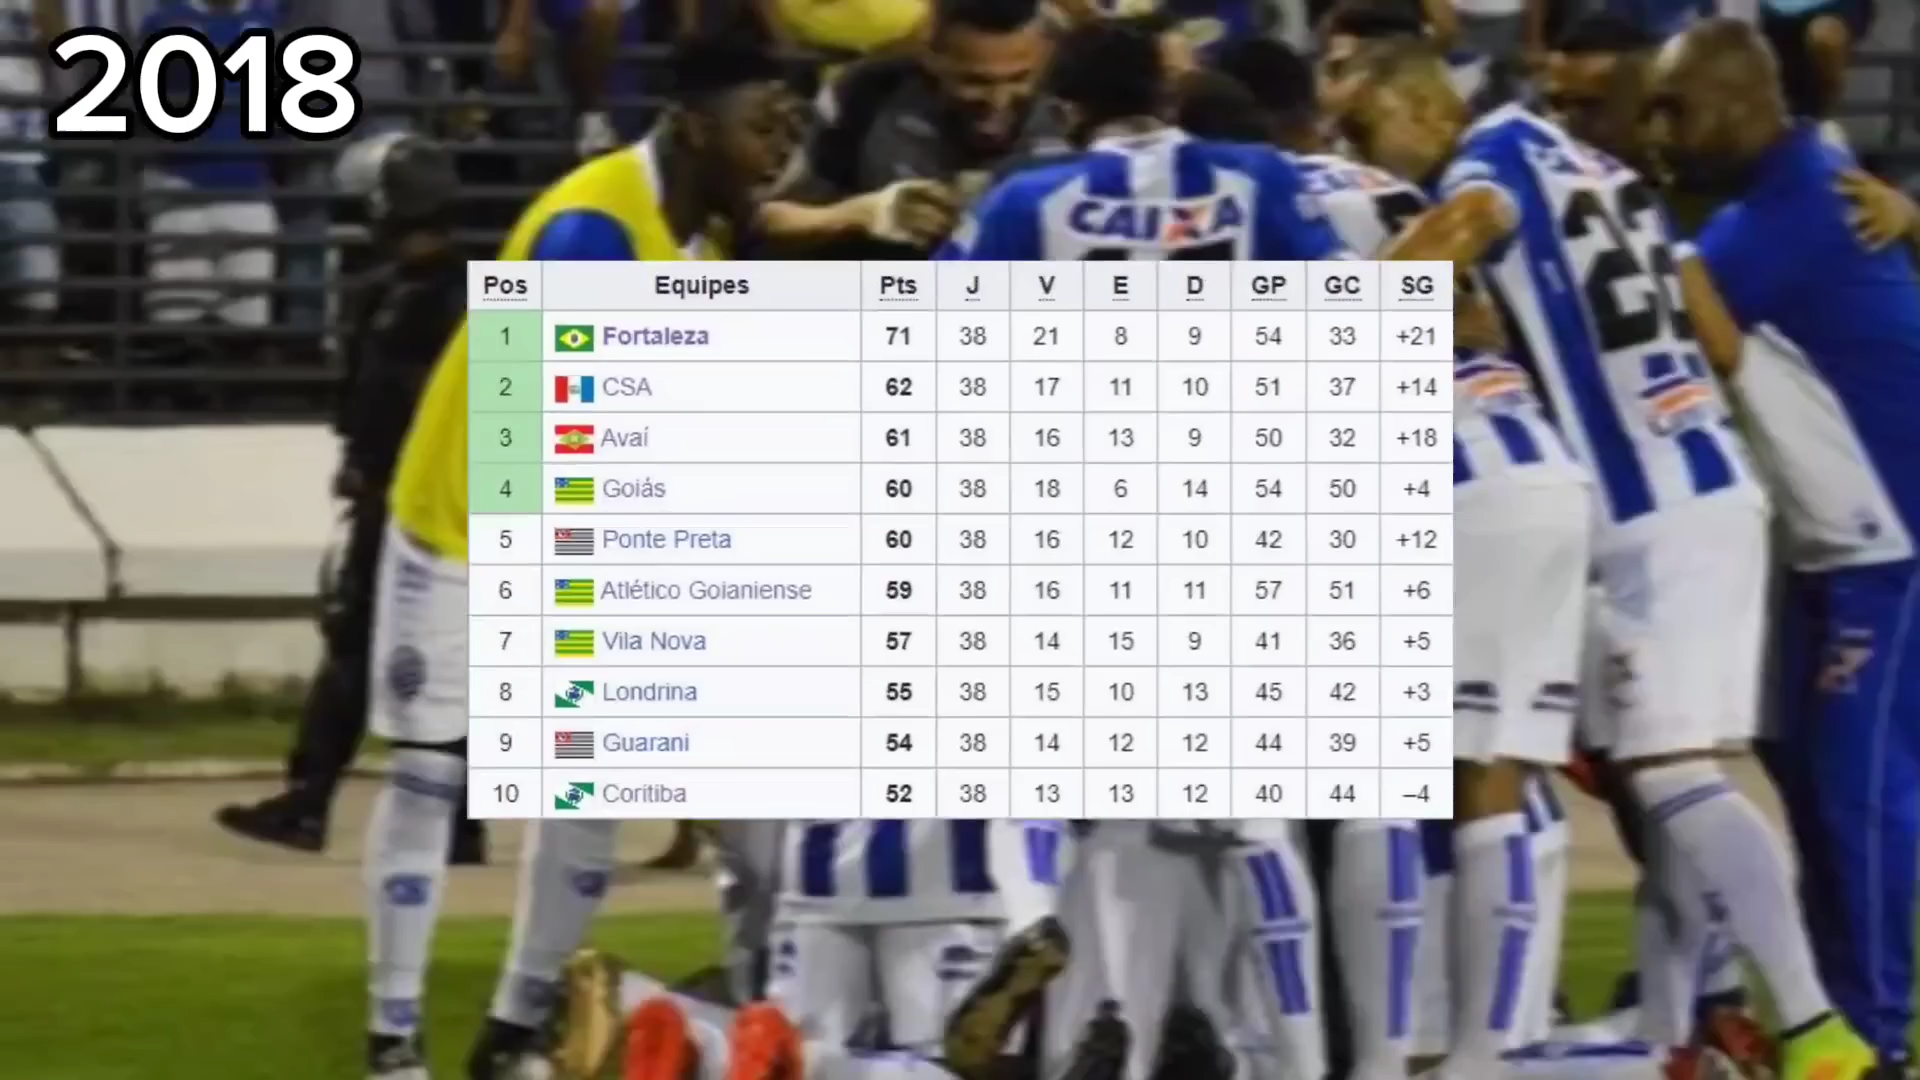 2018
CAIXA
22
Pos Equipes Pts J V E D GP GC SG
1 Fortaleza 71 38 21 8 9 54 33 +21
2 CSA 62 38 17 11 10 51 37 +14
3 Avaí 61 38 16 13 9 50 32 +18
4 Goiás 60 38 18 6 14 54 50 +4
5 Ponte Preta 60 38 16 12 10 42 30 +12
6 Atlético Goianiense 59 38 16 11 11 57 51 +6
7 Vila Nova 57 38 14 15 9 41 36 +5
8 Londrina 55 38 15 10 13 45 42 +3
9 Guarani 54 38 14 12 12 44 39 +5
10 Coritiba 52 38 13 13 12 40 44 –4